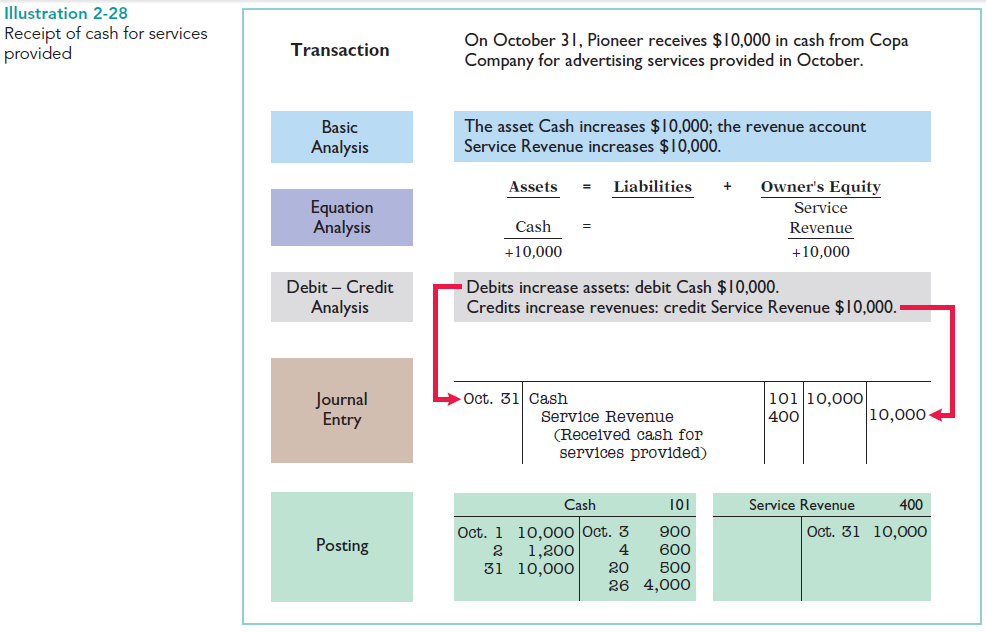 Illustration 2-28
Receipt of cash for services
provided
Transaction
On October 31, Pioneer receives $10,000 in cash from Copa
Company for advertising services provided in October.
Basic
Analysis
The asset Cash increases $10,000; the revenue account
Service Revenue increases $10,000.
Equation
Analysis
Assets = Liabilities + Owner's Equity
Service
Cash = Revenue
+10,000 +10,000
Debit – Credit
Analysis
Debits increase assets: debit Cash $10,000.
Credits increase revenues: credit Service Revenue $10,000.
Journal
Entry
Oct. 31 Cash 101 10,000
Service Revenue 400 10,000
(Received cash for
services provided)
Posting
Cash 101
Oct. 1 10,000 Oct. 3 900
2 1,200 4 600
31 10,000 20 500
26 4,000
Service Revenue 400
Oct. 31 10,000